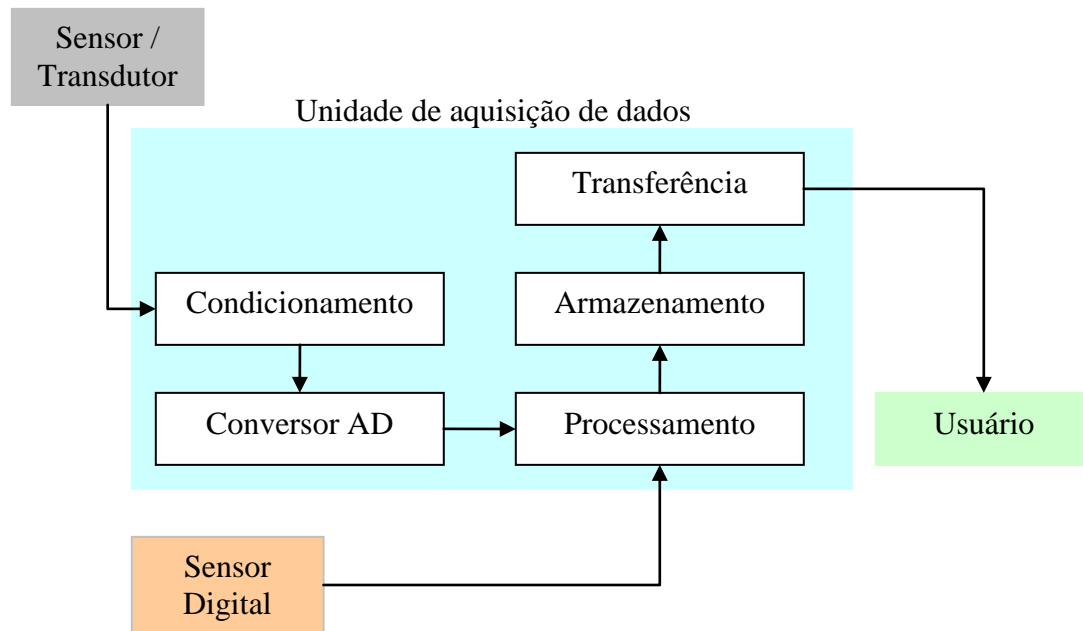 Sensor /
Transdutor
Unidade de aquisição de dados
Transferência
Condicionamento
Armazenamento
Conversor AD
Processamento
Usuário
Sensor
Digital